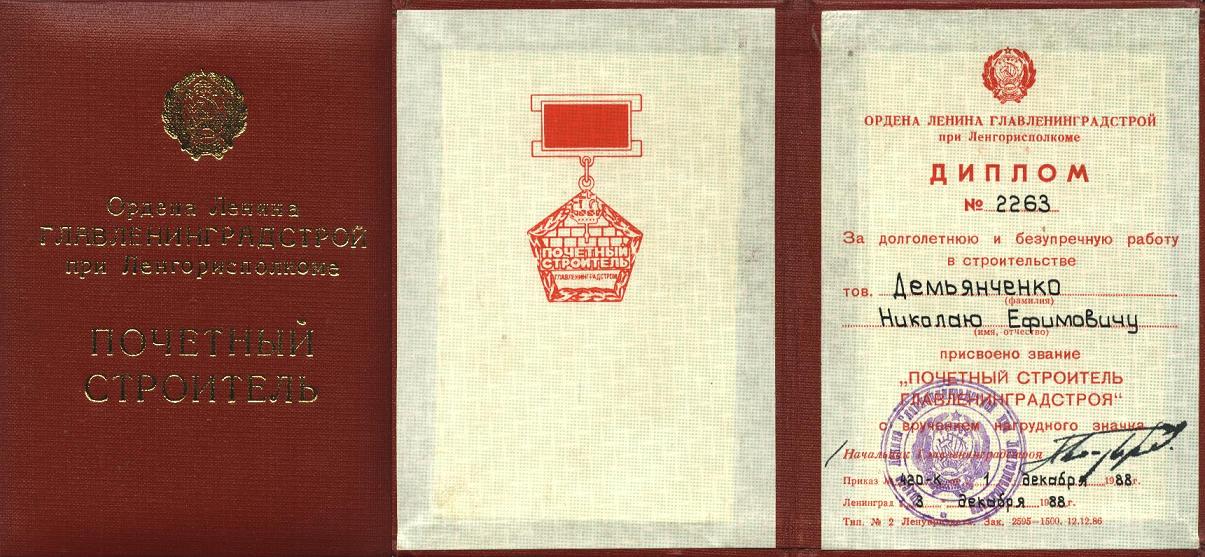 Ордена Ленина
ГЛАВЛЕНИНГРАДСТРОЙ
при Ленгорисполкоме
ПОЧЕТНЫЙ
СТРОИТЕЛЬ
ПОЧЕТНЫЙ
СТРОИТЕЛЬ
ГЛАВЛЕНИНГРАДСТРОЯ
ОРДЕНА ЛЕНИНА ГЛАВЛЕНИНГРАДСТРОЙ
при Ленгорисполкоме
ДИПЛОМ
№ 2263
За долголетнюю и безупречную работу
в строительстве
тов. Демьянченко
(фамилия)
Николаю Ефимовичу
(имя, отчество)
присвоено звание
„ПОЧЕТНЫЙ СТРОИТЕЛЬ
ГЛАВЛЕНИНГРАДСТРОЯ“
с вручением нагрудного значка
Начальник Главленинградстроя
Приказ № 420-к от 1 декабря 1988 г.
Ленинград 8 декабря 1988 г.
Тип. № 2 Зак. 2595—1500. 12.12.86